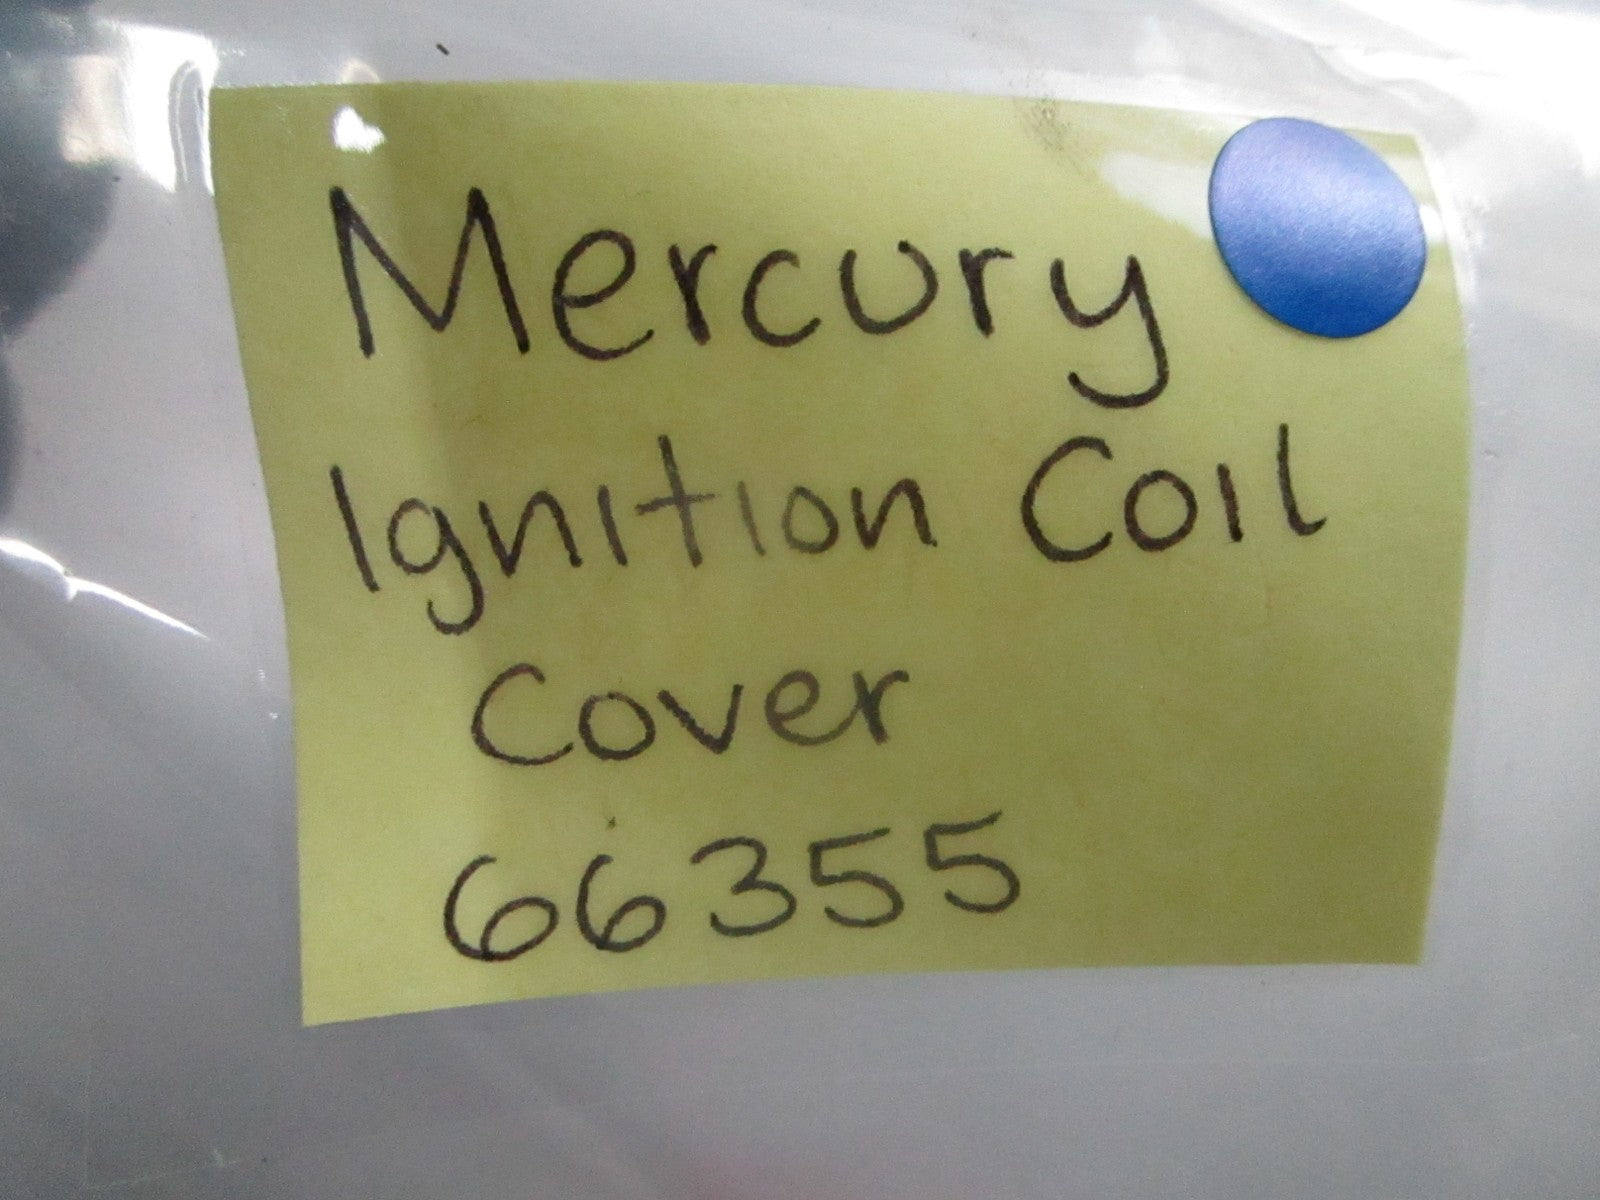 Mercury
Ignition Coil
Cover
66355